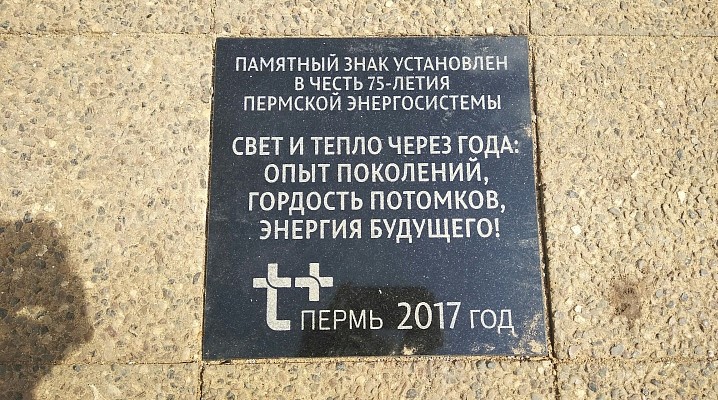 ПАМЯТНЫЙ ЗНАК УСТАНОВЛЕН
В ЧЕСТЬ 75-ЛЕТИЯ
ПЕРМСКОЙ ЭНЕРГОСИСТЕМЫ
СВЕТ И ТЕПЛО ЧЕРЕЗ ГОДА:
ОПЫТ ПОКОЛЕНИЙ,
ГОРДОСТЬ ПОТОМКОВ,
ЭНЕРГИЯ БУДУЩЕГО!
t+ ПЕРМЬ 2017 ГОД